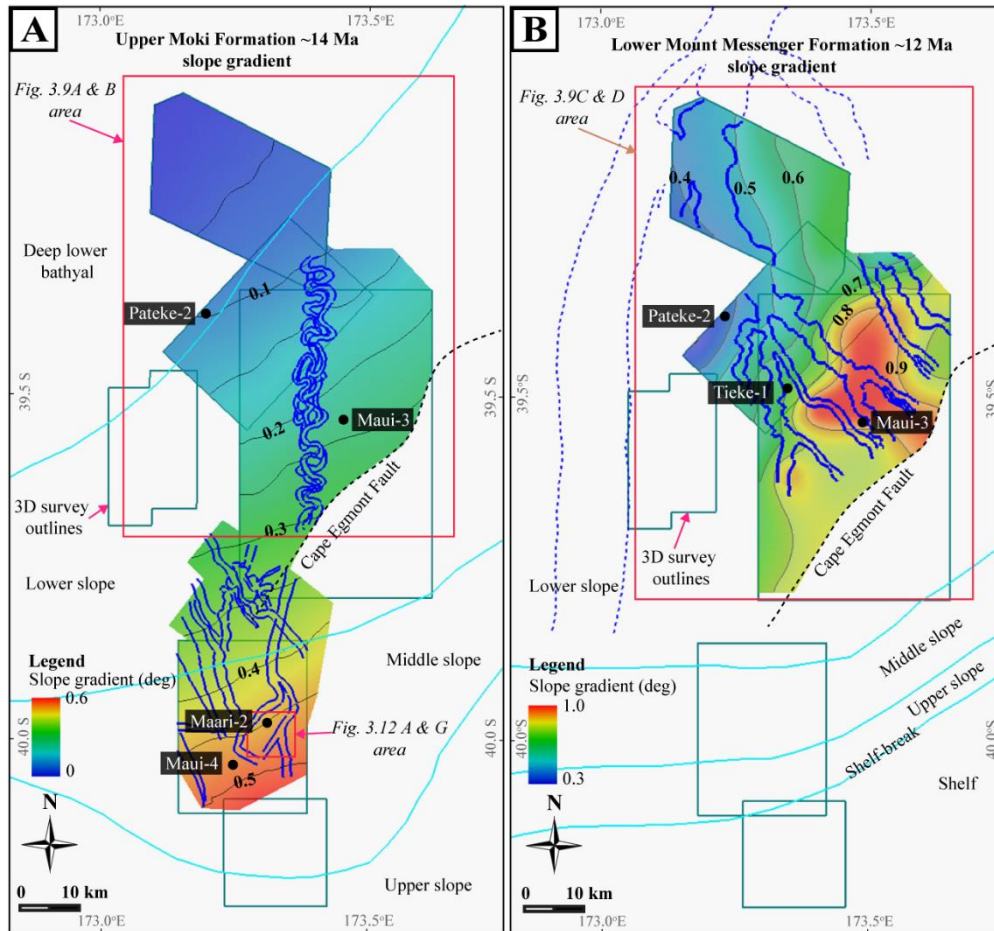 A
173.0°E
173.5°E
Upper Moki Formation ~14 Ma
slope gradient
Fig. 3.9A & B
area
Deep lower
bathyal
0.1
Pateke-2
39.5 S
0.2
Maui-3
3D survey
outlines
0.3
Cape Egmont Fault
Lower slope
Legend
Slope gradient (deg)
0.6
0
0.4
Middle slope
Maari-2
Fig. 3.12 A & G
area
40.0 S
Maui-4
0.5
N
Upper slope
0 10 km
173.0°E
173.5°E
B
173.0°E
173.5°E
Lower Mount Messenger Formation ~12 Ma
slope gradient
Fig. 3.9C & D
area
0.4
0.5
0.6
0.7
0.8
Pateke-2
0.9
Tieke-1
39.5 S
39.5 S
Maui-3
3D survey
outlines
Cape Egmont Fault
Lower slope
Middle slope
Legend
Slope gradient (deg)
1.0
0.3
Upper slope
Shelf-break
Shelf
40.0 S
40.0 S
N
0 10 km
173.0°E
173.5°E